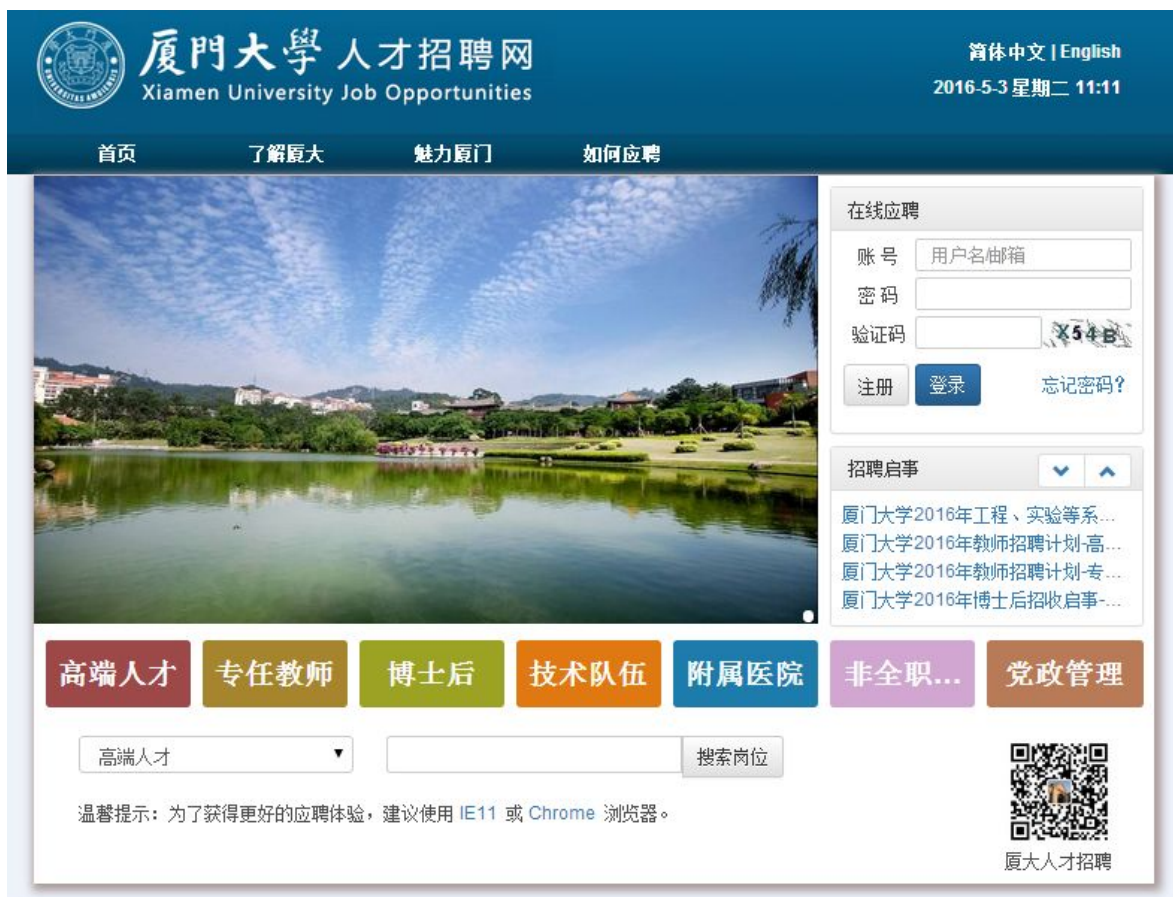 厦門大學 人才招聘网
Xiamen University Job Opportunities
简体中文 | English
2016-5-3 星期二 11:11
首页 了解厦大 魅力厦门 如何应聘
在线应聘
账 号 用户名/邮箱
密 码
验证码 X54B
注册 登录 忘记密码?
招聘启事
厦门大学2016年工程、实验等系...
厦门大学2016年教师招聘计划-高...
厦门大学2016年教师招聘计划-专...
厦门大学2016年博士后招收启事-...
高端人才 专任教师 博士后 技术队伍 附属医院 非全职... 党政管理
高端人才 搜索岗位
温馨提示：为了获得更好的应聘体验，建议使用 IE11 或 Chrome 浏览器。
厦大人才招聘